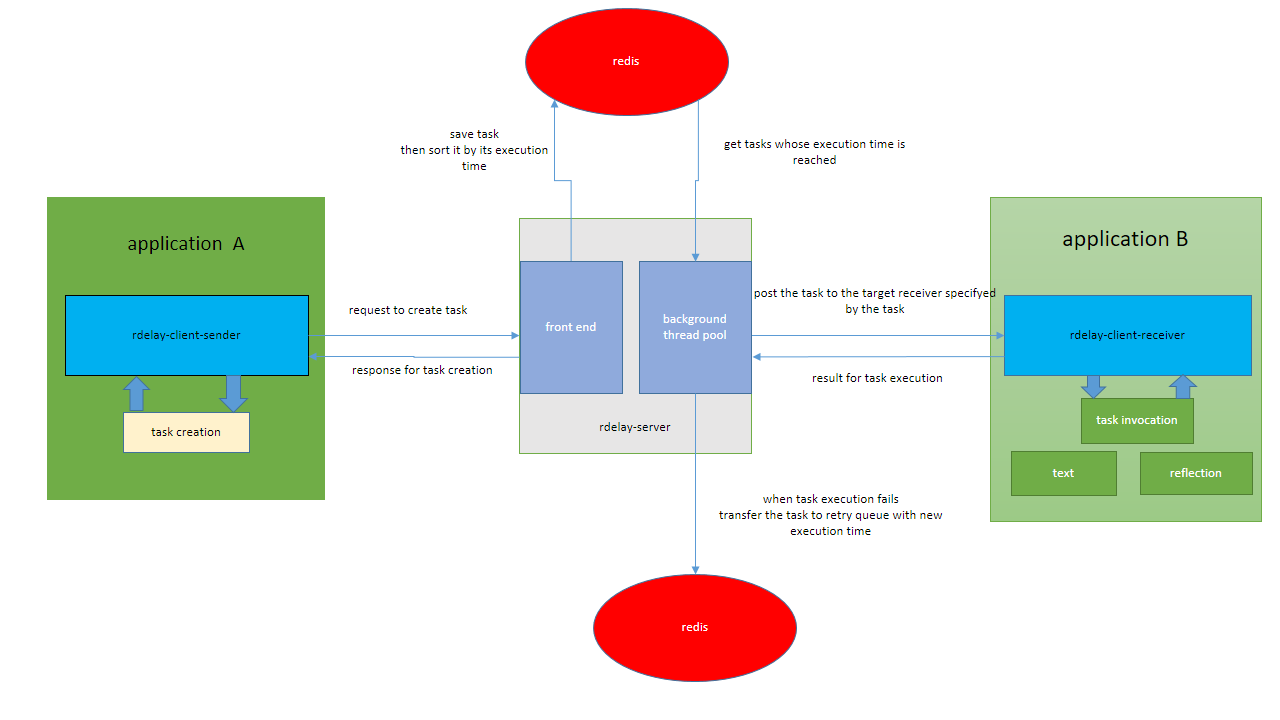 redis
save task
then sort it by its execution
time
get tasks whose execution time is
reached
application  A
rdelay-client-sender
task creation
request to create task
response for task creation
front end
background
thread pool
rdelay-server
post the task to the target receiver specifyed
by the task
result for task execution
application B
rdelay-client-receiver
task invocation
text
reflection
when task execution fails
transfer the task to retry queue with new
execution time
redis